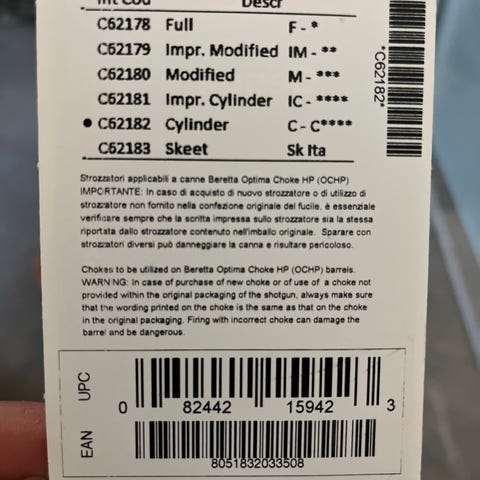 Int Cod Descr
C62178 Full F - *
C62179 Impr. Modified IM - **
C62180 Modified M - ***
C62181 Impr. Cylinder IC - ****
• C62182 Cylinder C - C****
C62183 Skeet Sk Ita
*C62182*
Strozzatori applicabili a canne Beretta Optima Choke HP (OCHP)
IMPORTANTE: In caso di acquisto di nuovo strozzatore o di utilizzo di
strozzatore non fornito nella confezione originale del fucile, è essenziale
verificare sempre che la scritta impressa sullo strozzatore sia la stessa
riportata dallo strozzatore contenuto nell'imballo originale. Sparare con
strozzatori diversi può danneggiare la canna e risultare pericoloso.
Chokes to be utilized on Beretta Optima Choke HP (OCHP) barrels.
WARNING: In case of purchase of new choke or of use of a choke not
provided within the original packaging of the shotgun, always make sure
that the wording printed on the choke is the same as that on the choke
in the original packaging. Firing with incorrect choke can damage the
barrel and be dangerous.
UPC
0 82442 15942 3
EAN
8051832033508